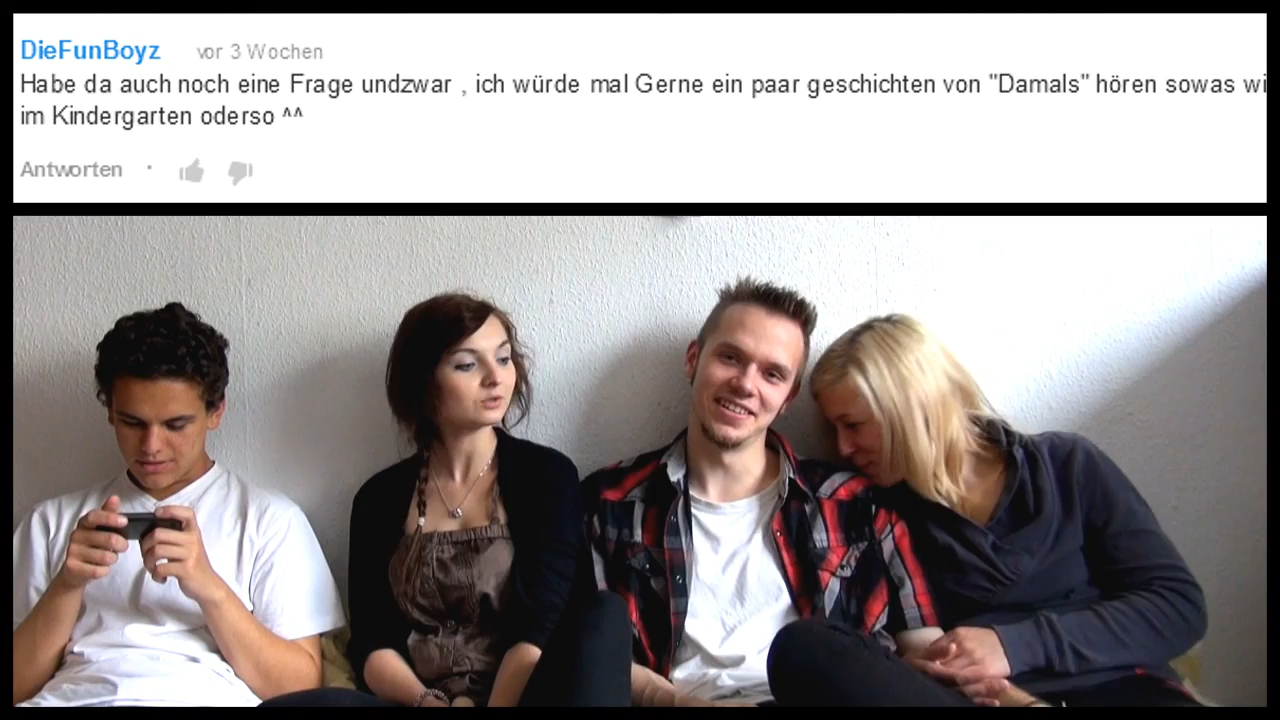 DieFunBoyz vor 3 Wochen
Habe da auch noch eine Frage undzwar , ich würde mal Gerne ein paar geschichten von "Damals" hören sowas
im Kindergarten oderso ^^
Antworten ·